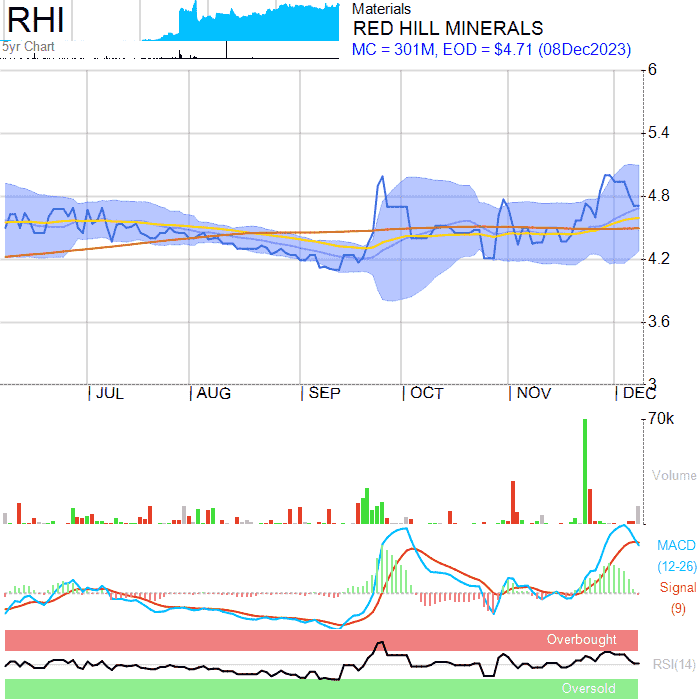 RHI
5yr Chart
Materials
RED HILL MINERALS
MC = 301M, EOD = $4.71 (08Dec2023)
6
5.4
4.8
4.2
3.6
3
JUL AUG SEP OCT NOV DEC
70k
Volume
MACD
(12-26)
Signal
(9)
Overbought
RSI(14)
Oversold